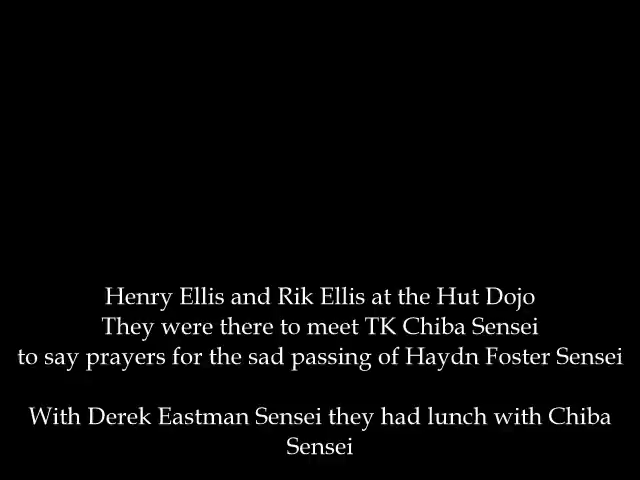 Henry Ellis and Rik Ellis at the Hut Dojo
They were there to meet TK Chiba Sensei
to say prayers for the sad passing of Haydn Foster Sensei
With Derek Eastman Sensei they had lunch with Chiba
Sensei